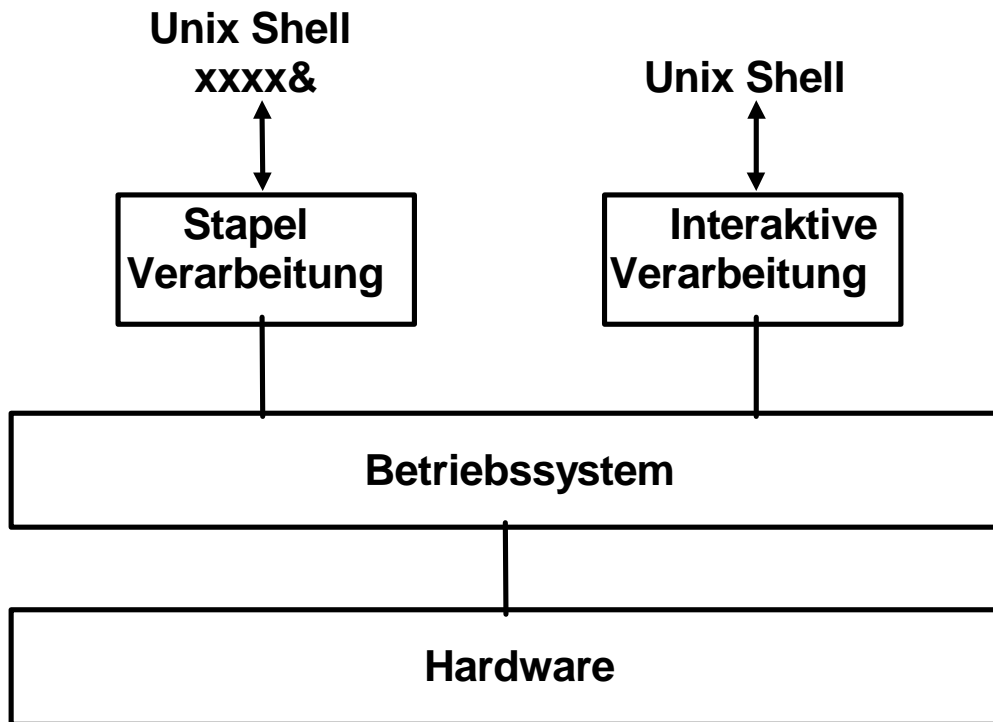 Unix Shell
xxxx&
Unix Shell
Stapel
Verarbeitung
Interaktive
Verarbeitung
Betriebssystem
Hardware